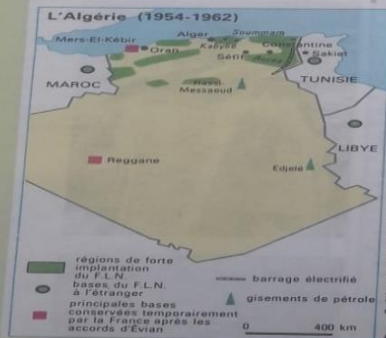 L'Algérie (1954-1962)
Mers-El-Kébir
Oran
Alger
Soummam
Kabylie
Constantine
Sétif
Sakiet
Aurès
MAROC
TUNISIE
Hassi
Messaoud
LIBYE
Reggane
Edjelé
régions de forte
implantation
du F.L.N.
bases du F.L.N.
à l'étranger
principales bases
conservées temporairement
par la France après les
accords d'Évian
barrage électrifié
gisements de pétrole
0 400 km